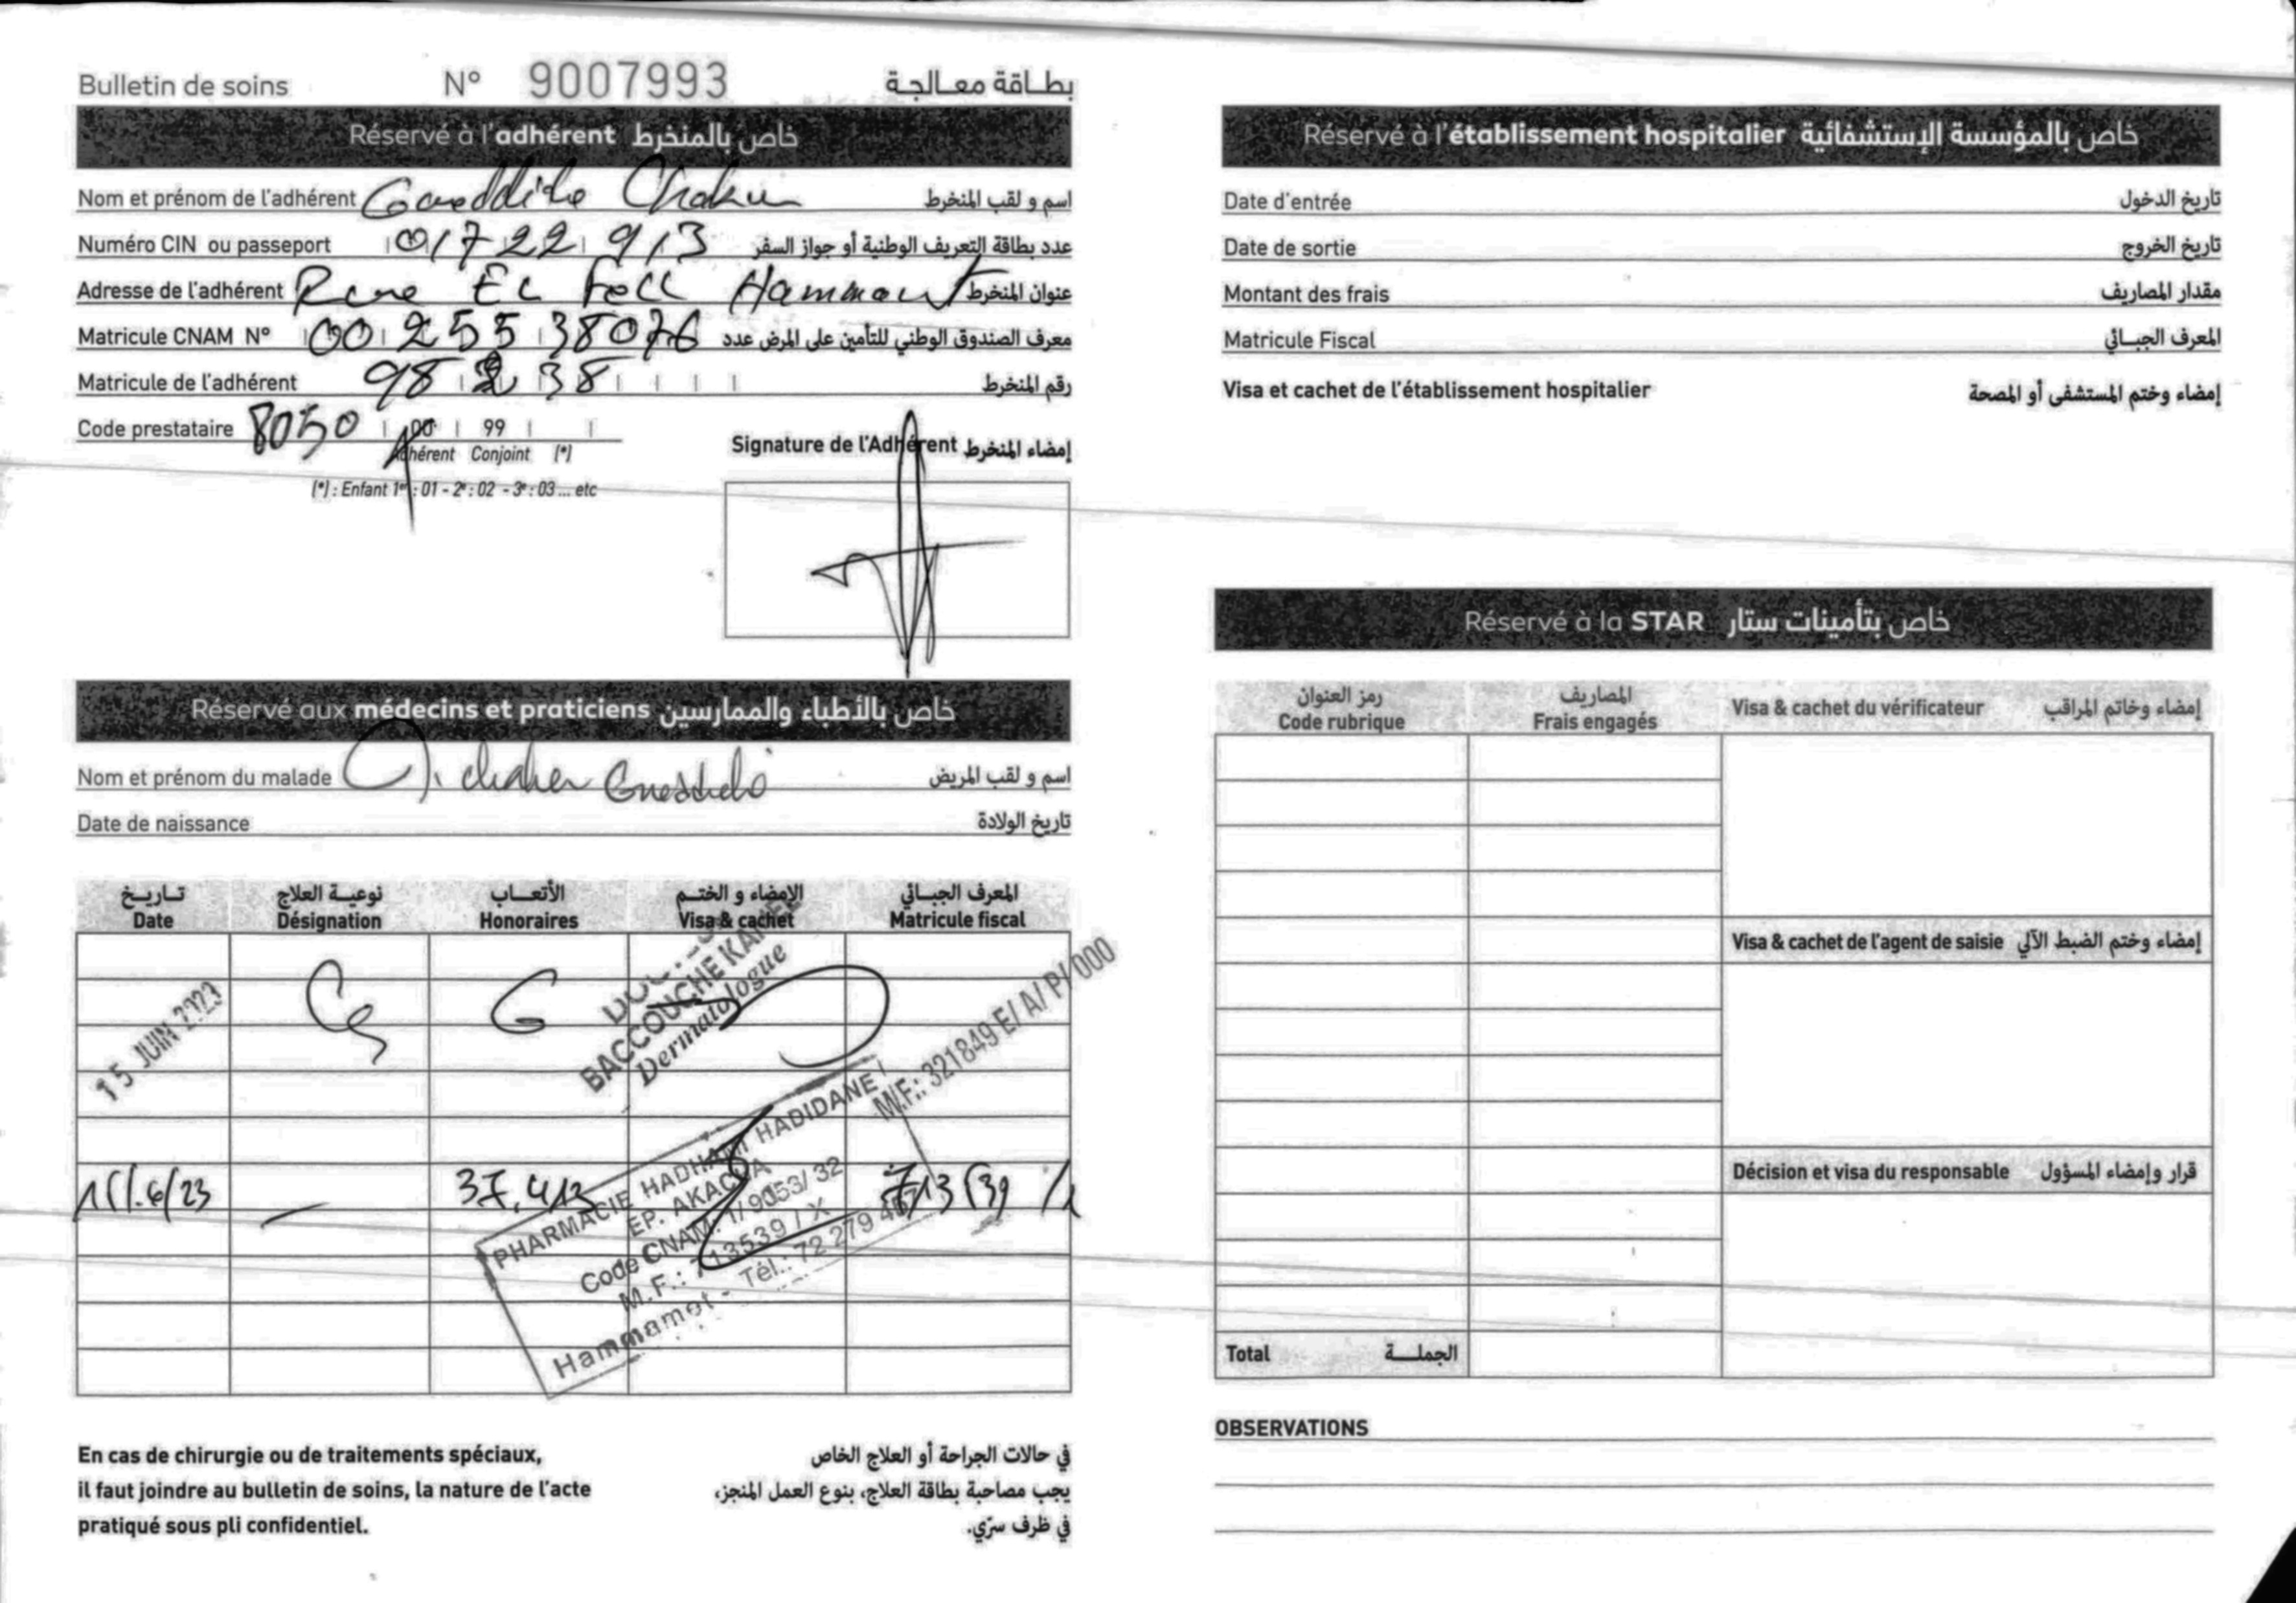 Bulletin de soins N° 9007993 بطاقة معالجة
Réservé à l'adhérent خاص بالمنخرط
Nom et prénom de l'adhérent Gueddiche Chaker اسم و لقب المنخرط
Numéro CIN ou passeport 01722913 عدد بطاقة التعريف الوطنية أو جواز السفر
Adresse de l'adhérent EL Fell Hammamet عنوان المنخرط
Matricule CNAM N° 0025538076 معرف الصندوق الوطني للتأمين على المرض عدد
Matricule de l'adhérent 98238 رقم المنخرط
Code prestataire 8050 00 99
Adhérent Conjoint (*)
(*) : Enfant 1er : 01 - 2e : 02 - 3e : 03 ... etc
Signature de l'Adhérent إمضاء المنخرط
Réservé aux médecins et praticiens خاص بالأطباء والممارسين
Nom et prénom du malade chaker Gueddiche اسم و لقب المريض
Date de naissance تاريخ الولادة
تاريخ نوعية العلاج الأتعاب الإمضاء و الختم المعرف الجبائي
Date Désignation Honoraires Visa & cachet Matricule fiscal
15 JUIN 2023
BACCOUCHE
Dermatologue
M.F.: 321849 E/ A/ P/ 000
15/.6/23 37,413 713539
PHARMACIE HADHAMI HADIDANE
EP. AKACHA
Code CNAM: 1/ 9053/ 32
M.F.: 713539 / X
Hammamet - Tél.: 72 279
En cas de chirurgie ou de traitements spéciaux,
il faut joindre au bulletin de soins, la nature de l'acte
pratiqué sous pli confidentiel.
في حالات الجراحة أو العلاج الخاص
يجب مصاحبة بطاقة العلاج، بنوع العمل المنجز،
في ظرف سرّي.
Réservé à l'établissement hospitalier خاص بالمؤسسة الإستشفائية
Date d'entrée تاريخ الدخول
Date de sortie تاريخ الخروج
Montant des frais مقدار المصاريف
Matricule Fiscal المعرف الجبائي
Visa et cachet de l'établissement hospitalier إمضاء وختم المستشفى أو المصحة
Réservé à la STAR خاص بتأمينات ستار
رمز العنوان المصاريف
Code rubrique Frais engagés Visa & cachet du vérificateur إمضاء وخاتم المراقب
Visa & cachet de l'agent de saisie إمضاء وختم الضبط الآلي
Décision et visa du responsable قرار وإمضاء المسؤول
Total الجملة
OBSERVATIONS